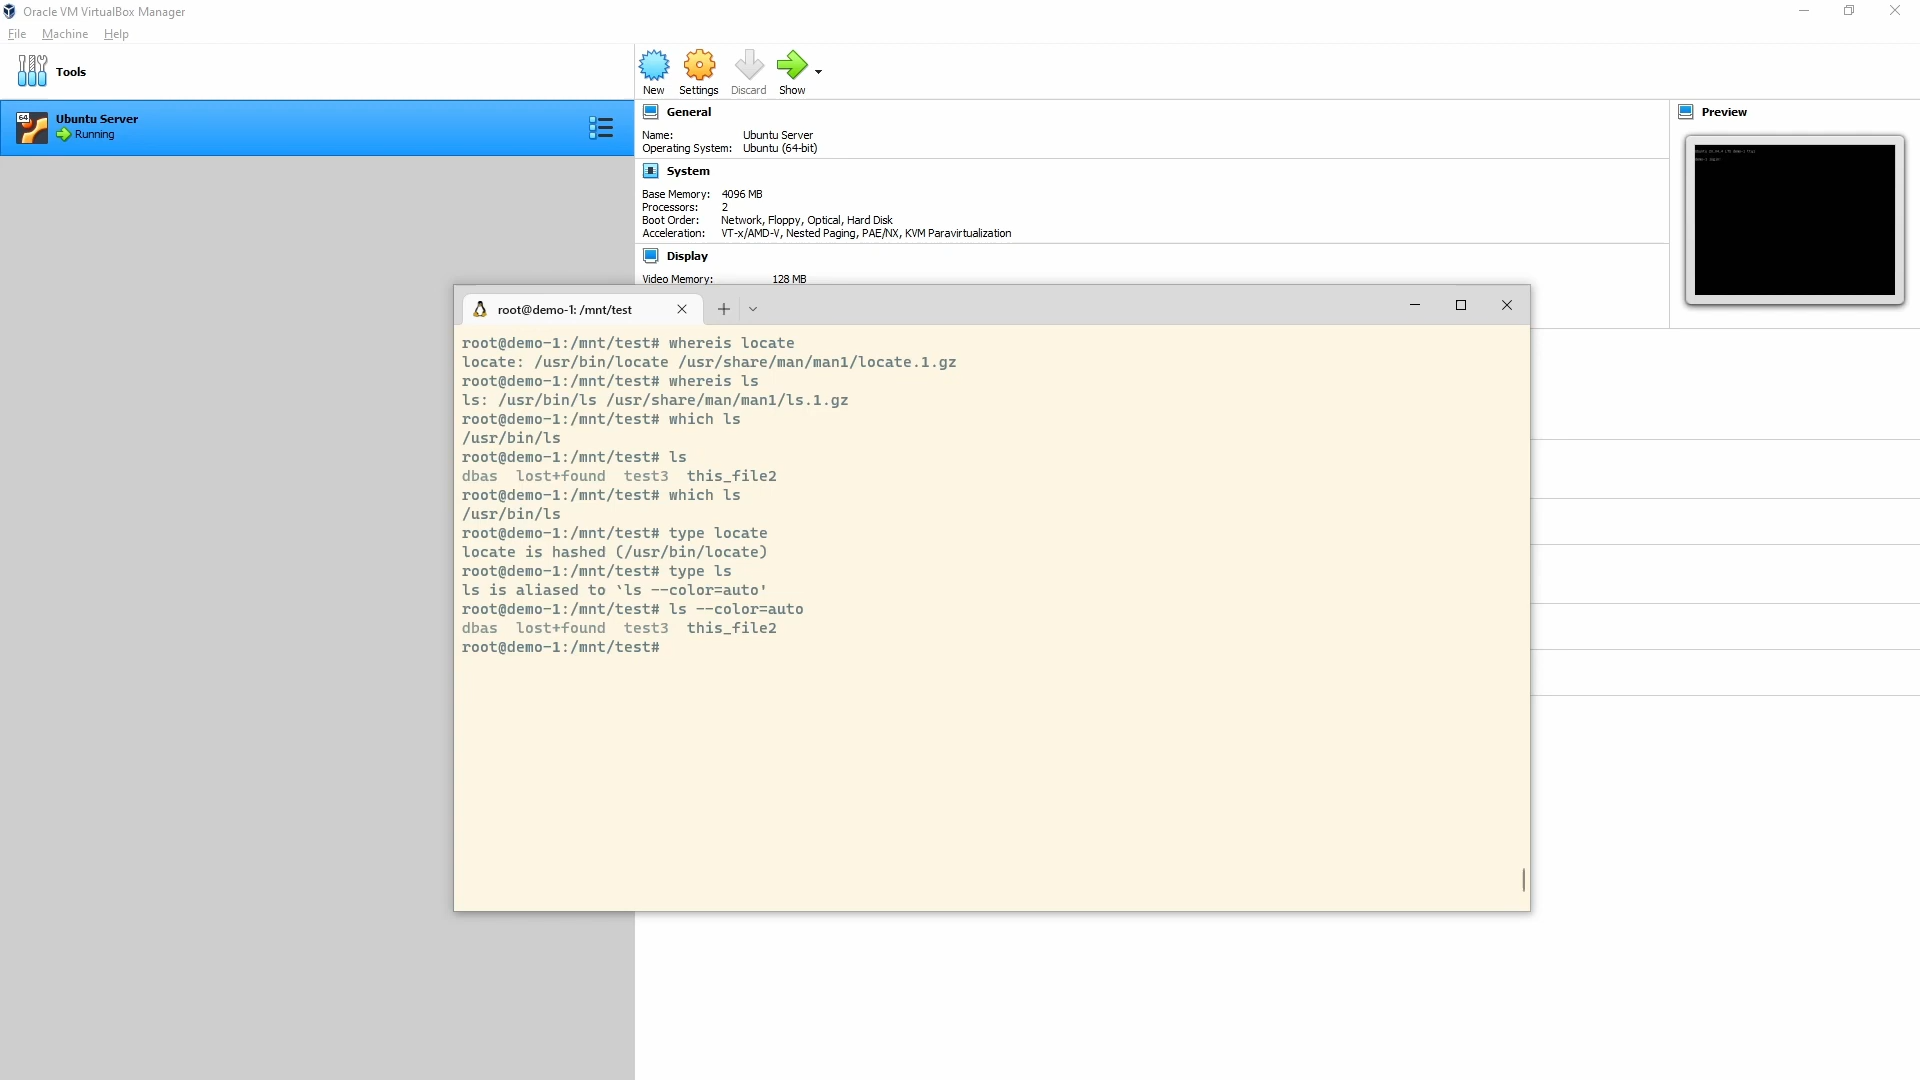 Oracle VM VirtualBox Manager
File Machine Help
Tools
New Settings Discard Show
64
Ubuntu Server
Running
General
Name: Ubuntu Server
Operating System: Ubuntu (64-bit)
System
Base Memory: 4096 MB
Processors: 2
Boot Order: Network, Floppy, Optical, Hard Disk
Acceleration: VT-x/AMD-V, Nested Paging, PAE/NX, KVM Paravirtualization
Display
Video Memory: 128 MB
Preview
root@demo-1: /mnt/test
root@demo-1:/mnt/test# whereis locate
locate: /usr/bin/locate /usr/share/man/man1/locate.1.gz
root@demo-1:/mnt/test# whereis ls
ls: /usr/bin/ls /usr/share/man/man1/ls.1.gz
root@demo-1:/mnt/test# which ls
/usr/bin/ls
root@demo-1:/mnt/test# ls
dbas lost+found test3 this_file2
root@demo-1:/mnt/test# which ls
/usr/bin/ls
root@demo-1:/mnt/test# type locate
locate is hashed (/usr/bin/locate)
root@demo-1:/mnt/test# type ls
ls is aliased to `ls --color=auto'
root@demo-1:/mnt/test# ls --color=auto
dbas lost+found test3 this_file2
root@demo-1:/mnt/test#